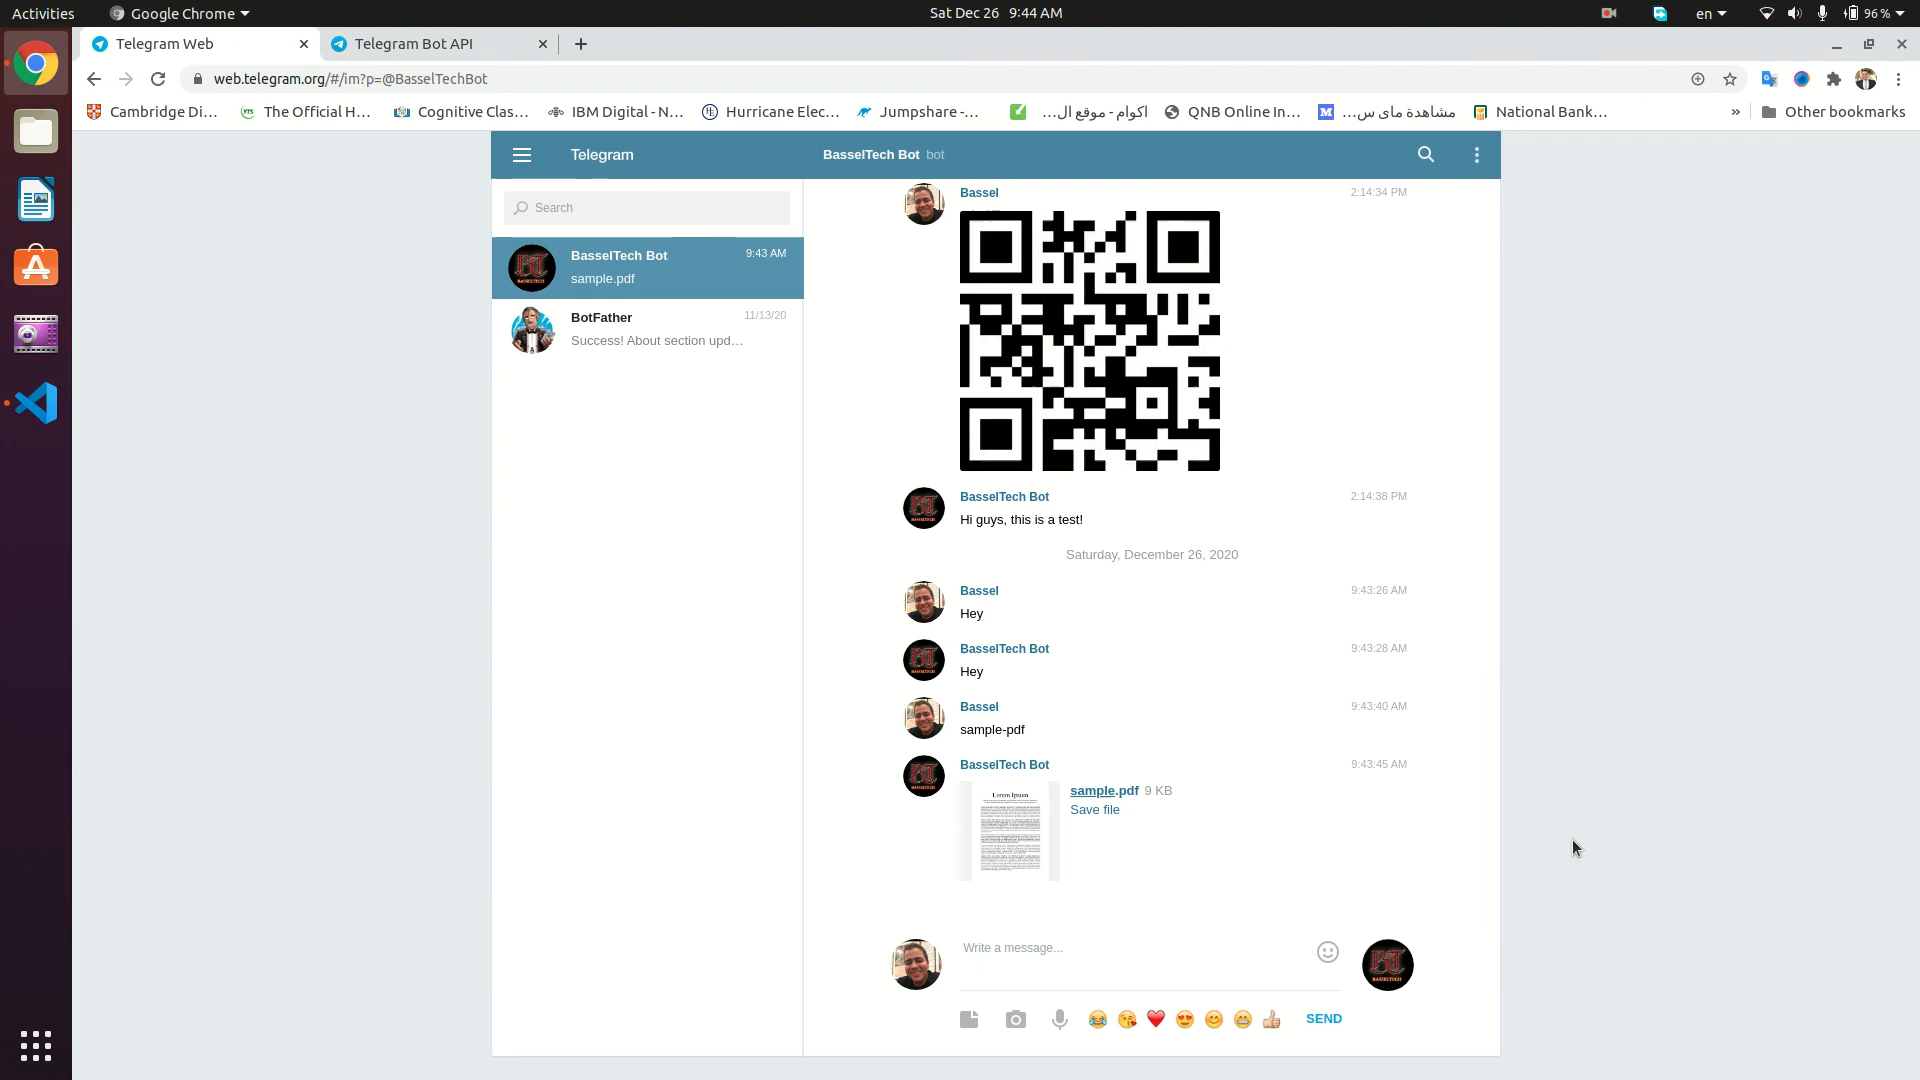 Activities
Google Chrome
Sat Dec 26 9:44 AM
en
96 %
Telegram Web
Telegram Bot API
web.telegram.org/#/im?p=@BasselTechBot
Cambridge Di...
The Official H...
Cognitive Clas...
IBM Digital - N...
Hurricane Elec...
Jumpshare -...
اكوام - موقع ال...
QNB Online In...
مشاهدة ماى س...
National Bank...
»
Other bookmarks
Telegram
BasselTech Bot bot
Search
BasselTech Bot
9:43 AM
sample.pdf
BotFather
11/13/20
Success! About section upd...
Bassel
2:14:34 PM
BasselTech Bot
2:14:38 PM
Hi guys, this is a test!
Saturday, December 26, 2020
Bassel
9:43:26 AM
Hey
BasselTech Bot
9:43:28 AM
Hey
Bassel
9:43:40 AM
sample-pdf
BasselTech Bot
9:43:45 AM
Lorem Ipsum
sample.pdf 9 KB
Save file
Write a message...
SEND